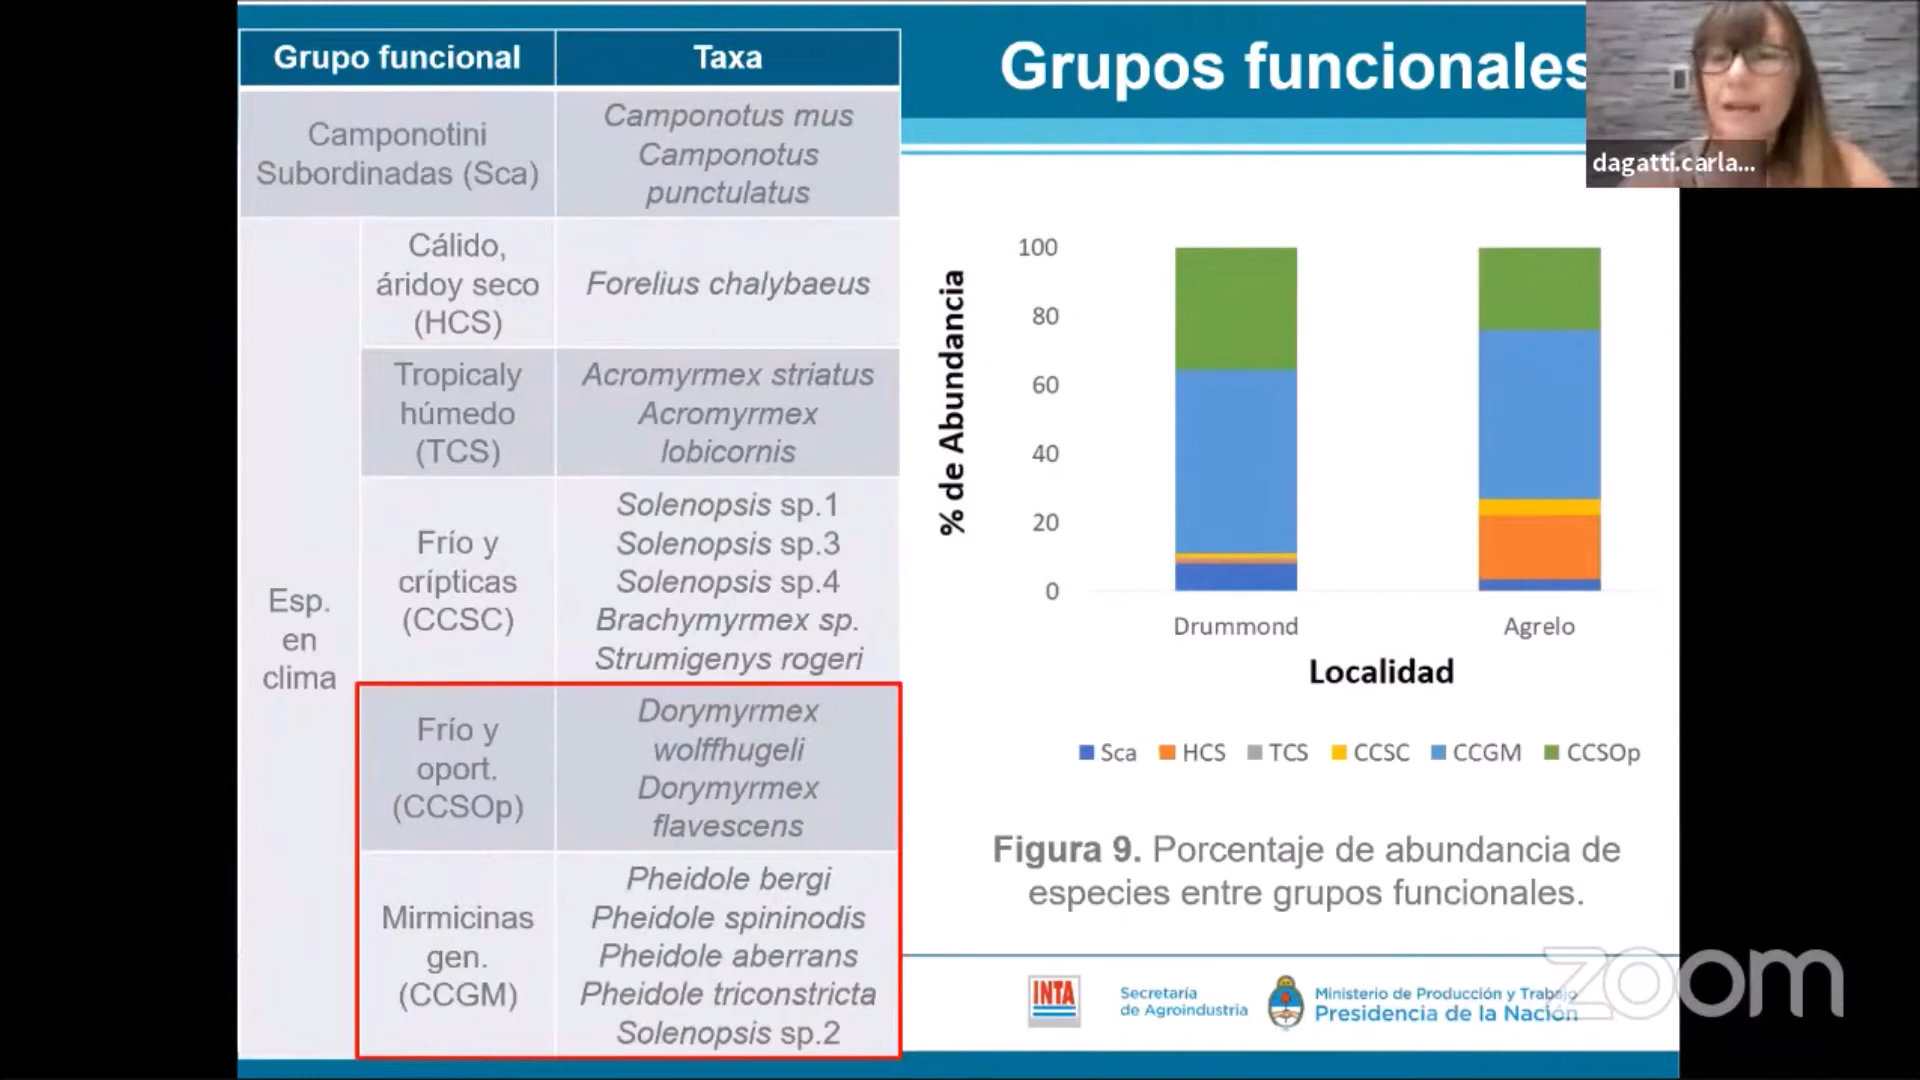 Grupo funcional
Taxa
Camponotini
Subordinadas (Sca)
Camponotus mus
Camponotus
punctulatus
Esp.
en
clima
Cálido,
áridoy seco
(HCS)
Forelius chalybaeus
Tropicaly
húmedo
(TCS)
Acromyrmex striatus
Acromyrmex
lobicornis
Frío y
crípticas
(CCSC)
Solenopsis sp.1
Solenopsis sp.3
Solenopsis sp.4
Brachymyrmex sp.
Strumigenys rogeri
Frío y
oport.
(CCSOp)
Dorymyrmex
wolffhugeli
Dorymyrmex
flavescens
Mirmicinas
gen.
(CCGM)
Pheidole bergi
Pheidole spininodis
Pheidole aberrans
Pheidole triconstricta
Solenopsis sp.2
Grupos funcionales
dagatti.carla...
% de Abundancia
100
80
60
40
20
0
Drummond
Agrelo
Localidad
Sca HCS TCS CCSC CCGM CCSOp
Figura 9. Porcentaje de abundancia de
especies entre grupos funcionales.
INTA
Secretaría
de Agroindustria
Ministerio de Producción y Trabajo
Presidencia de la Nación
zoom